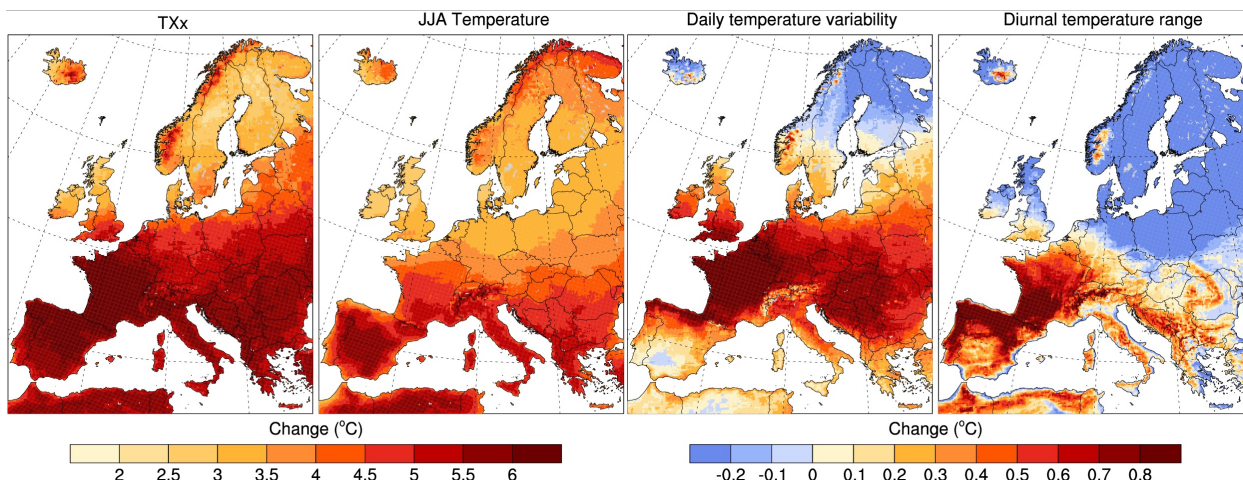 TXx
JJA Temperature
Daily temperature variability
Diurnal temperature range
Change (°C)
2 2.5 3 3.5 4 4.5 5 5.5 6
Change (°C)
-0.2 -0.1 0 0.1 0.2 0.3 0.4 0.5 0.6 0.7 0.8